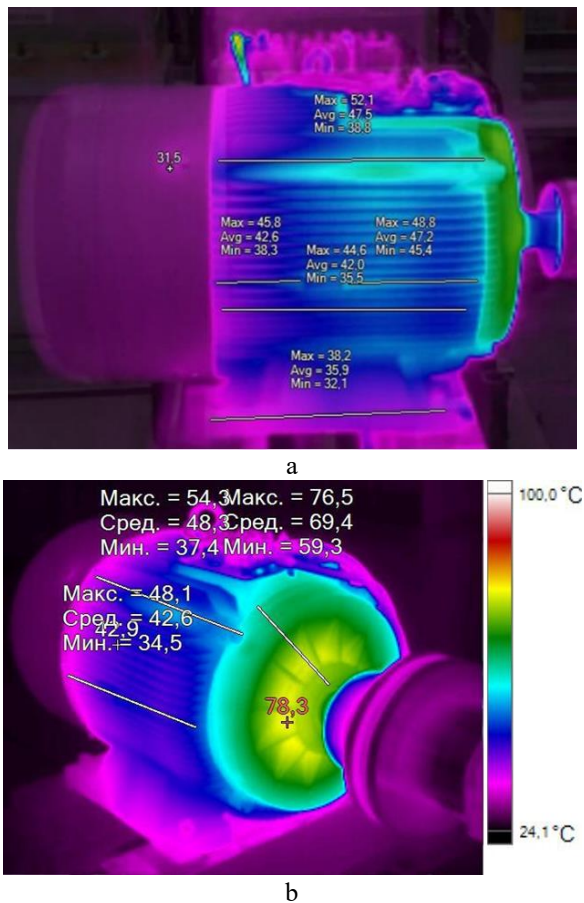 Max = 52,1
Avg = 47,5
Min = 38,8
31,5
Max = 45,8
Avg = 42,6
Min = 38,3
Max = 48,8
Avg = 47,2
Min = 45,4
Max = 44,6
Avg = 42,0
Min = 35,5
Max = 38,2
Avg = 35,9
Min = 32,1
a
Макс. = 54,3
Сред. = 48,3
Мин. = 37,4
Макс. = 76,5
Сред. = 69,4
Мин. = 59,3
Макс. = 48,1
Сред. = 42,6
42,9
Мин. = 34,5
78,3
100,0 °C
24,1 °C
b